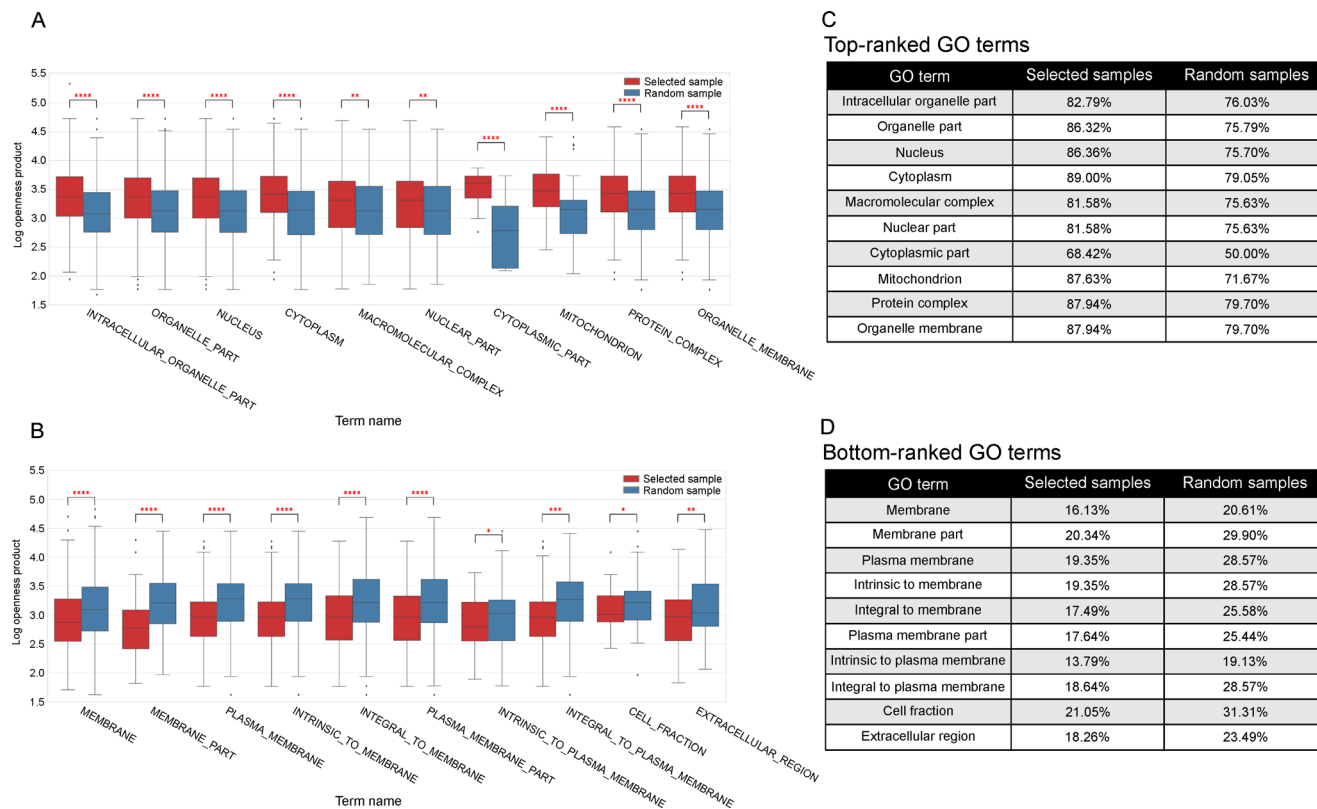 A
Selected sample
Random sample
5.5
5.0
4.5
4.0
3.5
3.0
2.5
2.0
1.5
Log openness product
**** **** **** **** ** ** **** **** **** ****
INTRACELLULAR_ORGANELLE_PART
ORGANELLE_PART
NUCLEUS
CYTOPLASM
MACROMOLECULAR_COMPLEX
NUCLEAR_PART
CYTOPLASMIC_PART
MITOCHONDRION
PROTEIN_COMPLEX
ORGANELLE_MEMBRANE
Term name
B
Selected sample
Random sample
5.5
5.0
4.5
4.0
3.5
3.0
2.5
2.0
1.5
Log openness product
**** **** **** **** **** **** * *** * **
MEMBRANE
MEMBRANE_PART
PLASMA_MEMBRANE
INTRINSIC_TO_MEMBRANE
INTEGRAL_TO_MEMBRANE
PLASMA_MEMBRANE_PART
INTRINSIC_TO_PLASMA_MEMBRANE
INTEGRAL_TO_PLASMA_MEMBRANE
CELL_FRACTION
EXTRACELLULAR_REGION
Term name
C
Top-ranked GO terms
GO term Selected samples Random samples
Intracellular organelle part 82.79% 76.03%
Organelle part 86.32% 75.79%
Nucleus 86.36% 75.70%
Cytoplasm 89.00% 79.05%
Macromolecular complex 81.58% 75.63%
Nuclear part 81.58% 75.63%
Cytoplasmic part 68.42% 50.00%
Mitochondrion 87.63% 71.67%
Protein complex 87.94% 79.70%
Organelle membrane 87.94% 79.70%
D
Bottom-ranked GO terms
GO term Selected samples Random samples
Membrane 16.13% 20.61%
Membrane part 20.34% 29.90%
Plasma membrane 19.35% 28.57%
Intrinsic to membrane 19.35% 28.57%
Integral to membrane 17.49% 25.58%
Plasma membrane part 17.64% 25.44%
Intrinsic to plasma membrane 13.79% 19.13%
Integral to plasma membrane 18.64% 28.57%
Cell fraction 21.05% 31.31%
Extracellular region 18.26% 23.49%